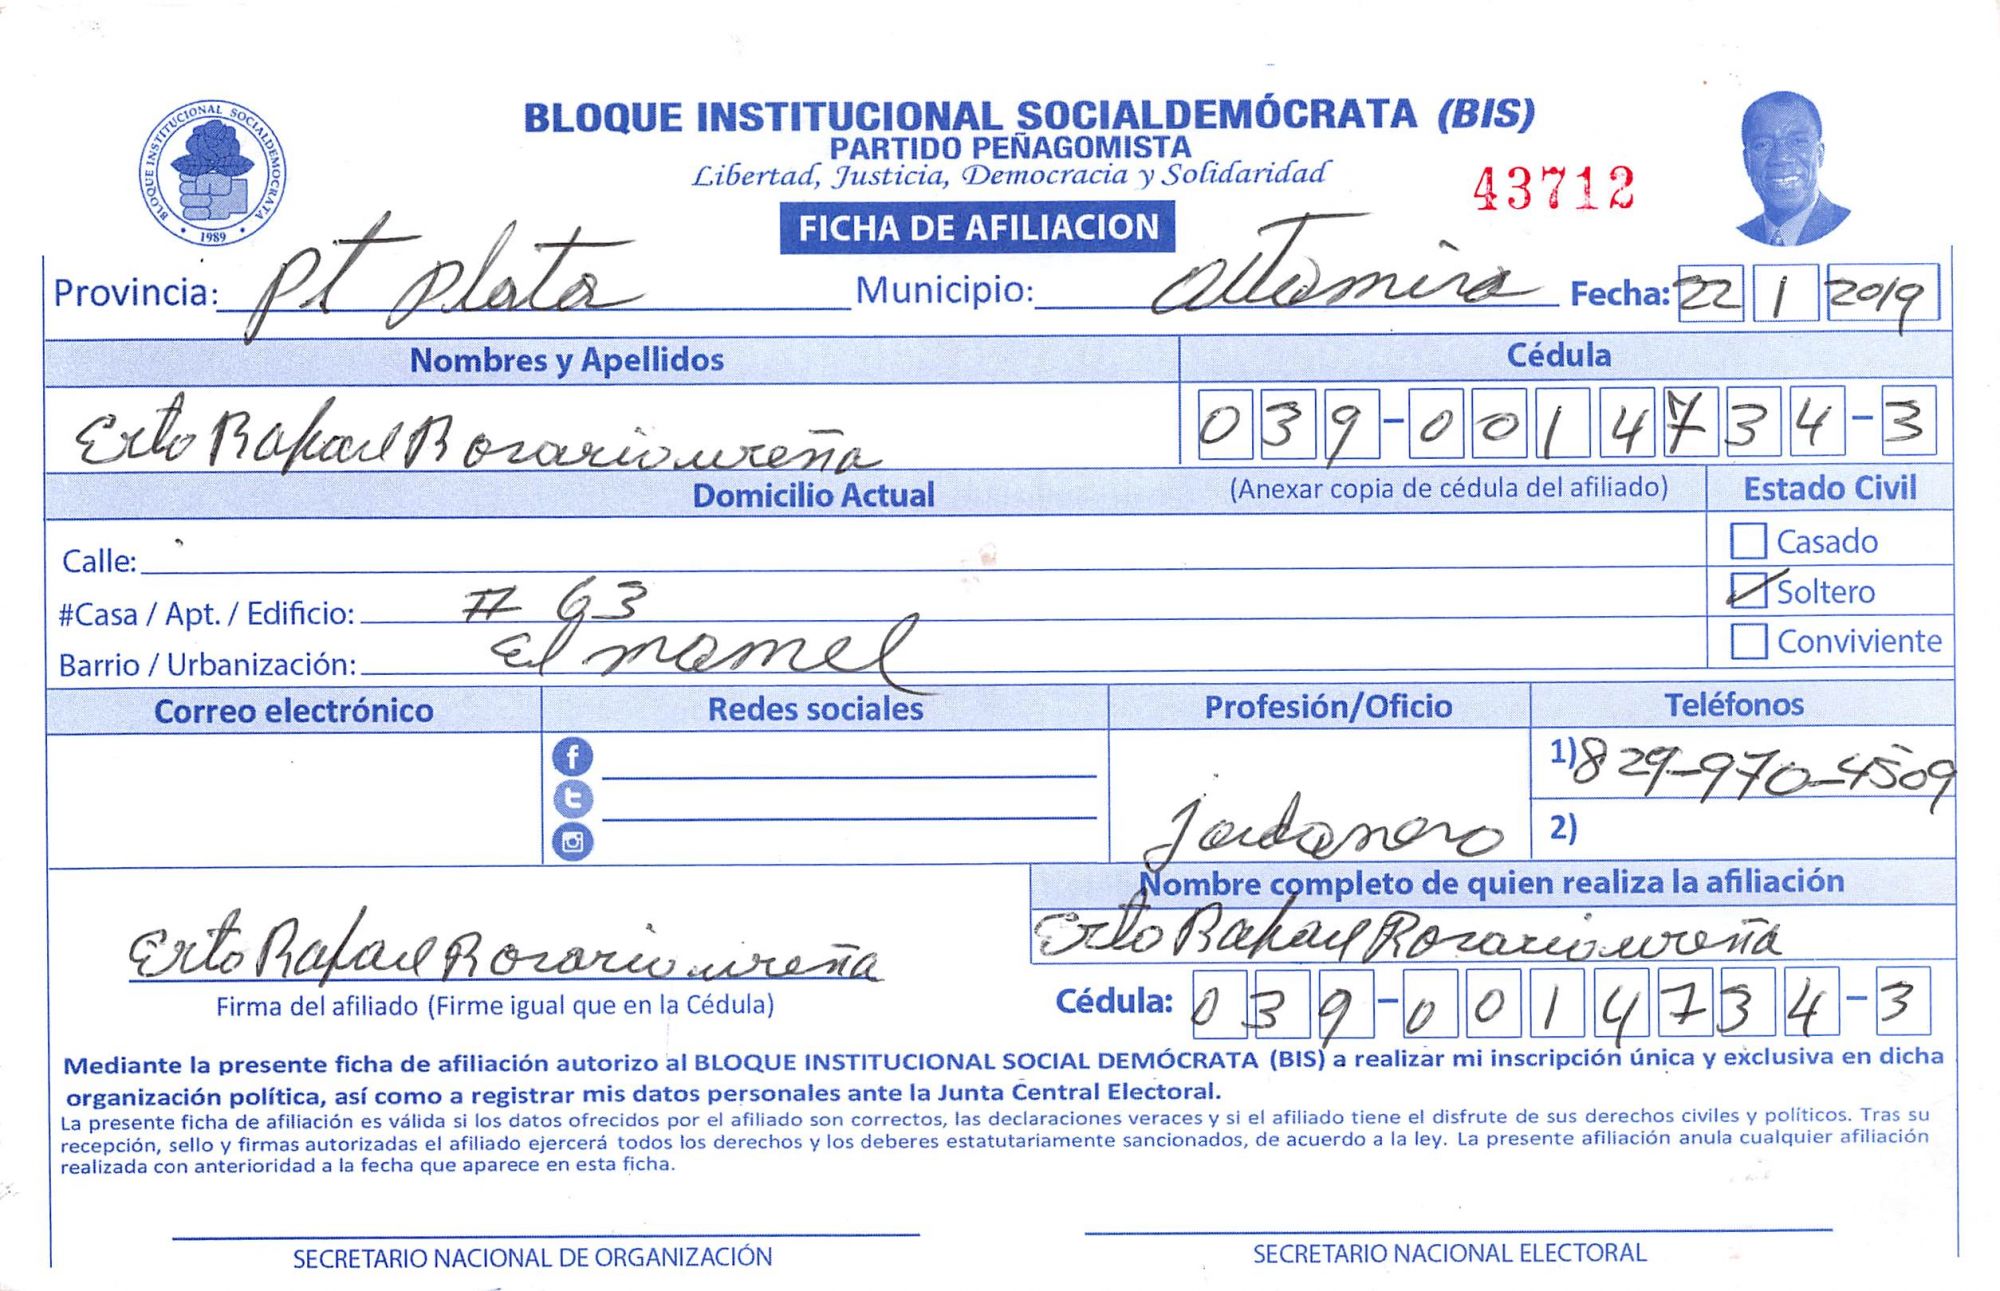 BLOQUE INSTITUCIONAL SOCIALDEMÓCRATA (BIS)
PARTIDO PEÑAGOMISTA
Libertad, Justicia, Democracia y Solidaridad
43712
BLOQUE INSTITUCIONAL SOCIALDEMOCRATA
1989
FICHA DE AFILIACION
Provincia: Pt Plata Municipio: Altamira Fecha: 22 1 2019
Nombres y Apellidos Cédula
Erto Rafael Rosario ureña 039-0014734-3
Domicilio Actual (Anexar copia de cédula del afiliado) Estado Civil
Calle: Casado
#Casa / Apt. / Edificio: # 63 Soltero
Barrio / Urbanización: El mamel Conviviente
Correo electrónico Redes sociales Profesión/Oficio Teléfonos
1) 829-970-4509
2)
Nombre completo de quien realiza la afiliación
Erto Rafael Rosario ureña Erto Rafael Rosario ureña
Firma del afiliado (Firme igual que en la Cédula) Cédula: 039-0014734-3
Mediante la presente ficha de afiliación autorizo al BLOQUE INSTITUCIONAL SOCIAL DEMÓCRATA (BIS) a realizar mi inscripción única y exclusiva en dicha
organización política, así como a registrar mis datos personales ante la Junta Central Electoral.
La presente ficha de afiliación es válida si los datos ofrecidos por el afiliado son correctos, las declaraciones veraces y si el afiliado tiene el disfrute de sus derechos civiles y políticos. Tras su
recepción, sello y firmas autorizadas el afiliado ejercerá todos los derechos y los deberes estatutariamente sancionados, de acuerdo a la ley. La presente afiliación anula cualquier afiliación
realizada con anterioridad a la fecha que aparece en esta ficha.
SECRETARIO NACIONAL DE ORGANIZACIÓN SECRETARIO NACIONAL ELECTORAL